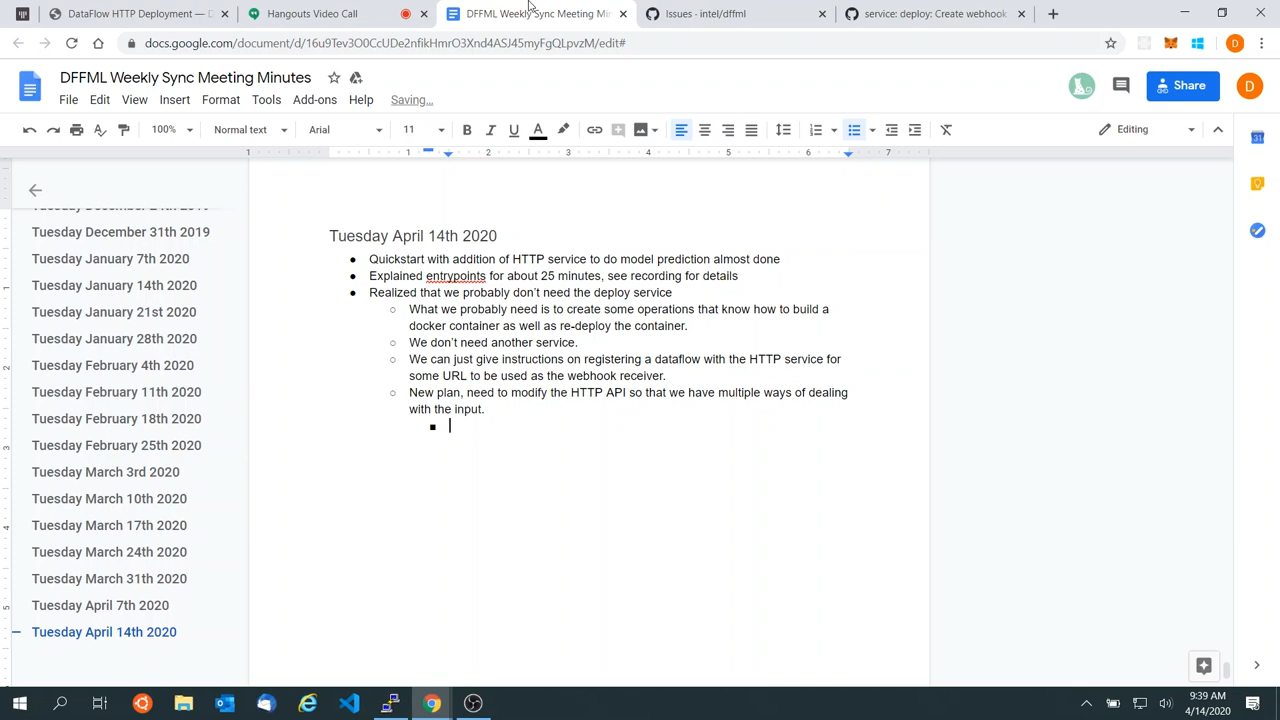 DataFlow HTTP Deployment — D
Hangouts Video Call
DFFML Weekly Sync Meeting Min
Issues · intel/dffml
service: deploy: Create webhook
docs.google.com/document/d/16u9Tev3O0CcUDe2nfikHmrO3Xnd4ASJ45myFgQLpvzM/edit#
D
DFFML Weekly Sync Meeting Minutes
File Edit View Insert Format Tools Add-ons Help Saving...
Share
D
100% Normal text Arial 11 B I U A Editing
1 1 2 3 4 5 6 7
Tuesday December 31th 2019
Tuesday January 7th 2020
Tuesday January 14th 2020
Tuesday January 21st 2020
Tuesday January 28th 2020
Tuesday February 4th 2020
Tuesday February 11th 2020
Tuesday February 18th 2020
Tuesday February 25th 2020
Tuesday March 3rd 2020
Tuesday March 10th 2020
Tuesday March 17th 2020
Tuesday March 24th 2020
Tuesday March 31th 2020
Tuesday April 7th 2020
Tuesday April 14th 2020
Tuesday April 14th 2020
● Quickstart with addition of HTTP service to do model prediction almost done
● Explained entrypoints for about 25 minutes, see recording for details
● Realized that we probably don't need the deploy service
○ What we probably need is to create some operations that know how to build a
docker container as well as re-deploy the container.
○ We don't need another service.
○ We can just give instructions on registering a dataflow with the HTTP service for
some URL to be used as the webhook receiver.
○ New plan, need to modify the HTTP API so that we have multiple ways of dealing
with the input.
■
31
9:39 AM
4/14/2020